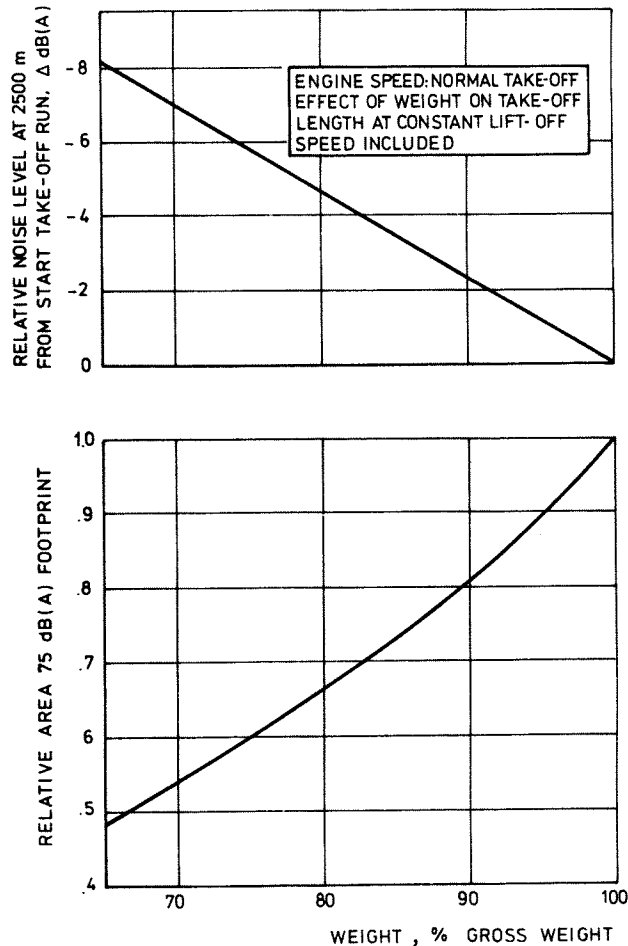 RELATIVE NOISE LEVEL AT 2500 m
FROM START TAKE-OFF RUN, Δ dB(A)
-8
-6
-4
-2
0
ENGINE SPEED: NORMAL TAKE-OFF
EFFECT OF WEIGHT ON TAKE-OFF
LENGTH AT CONSTANT LIFT-OFF
SPEED INCLUDED
RELATIVE AREA 75 dB(A) FOOTPRINT
1.0
.9
.8
.7
.6
.5
.4
70
80
90
100
WEIGHT, % GROSS WEIGHT